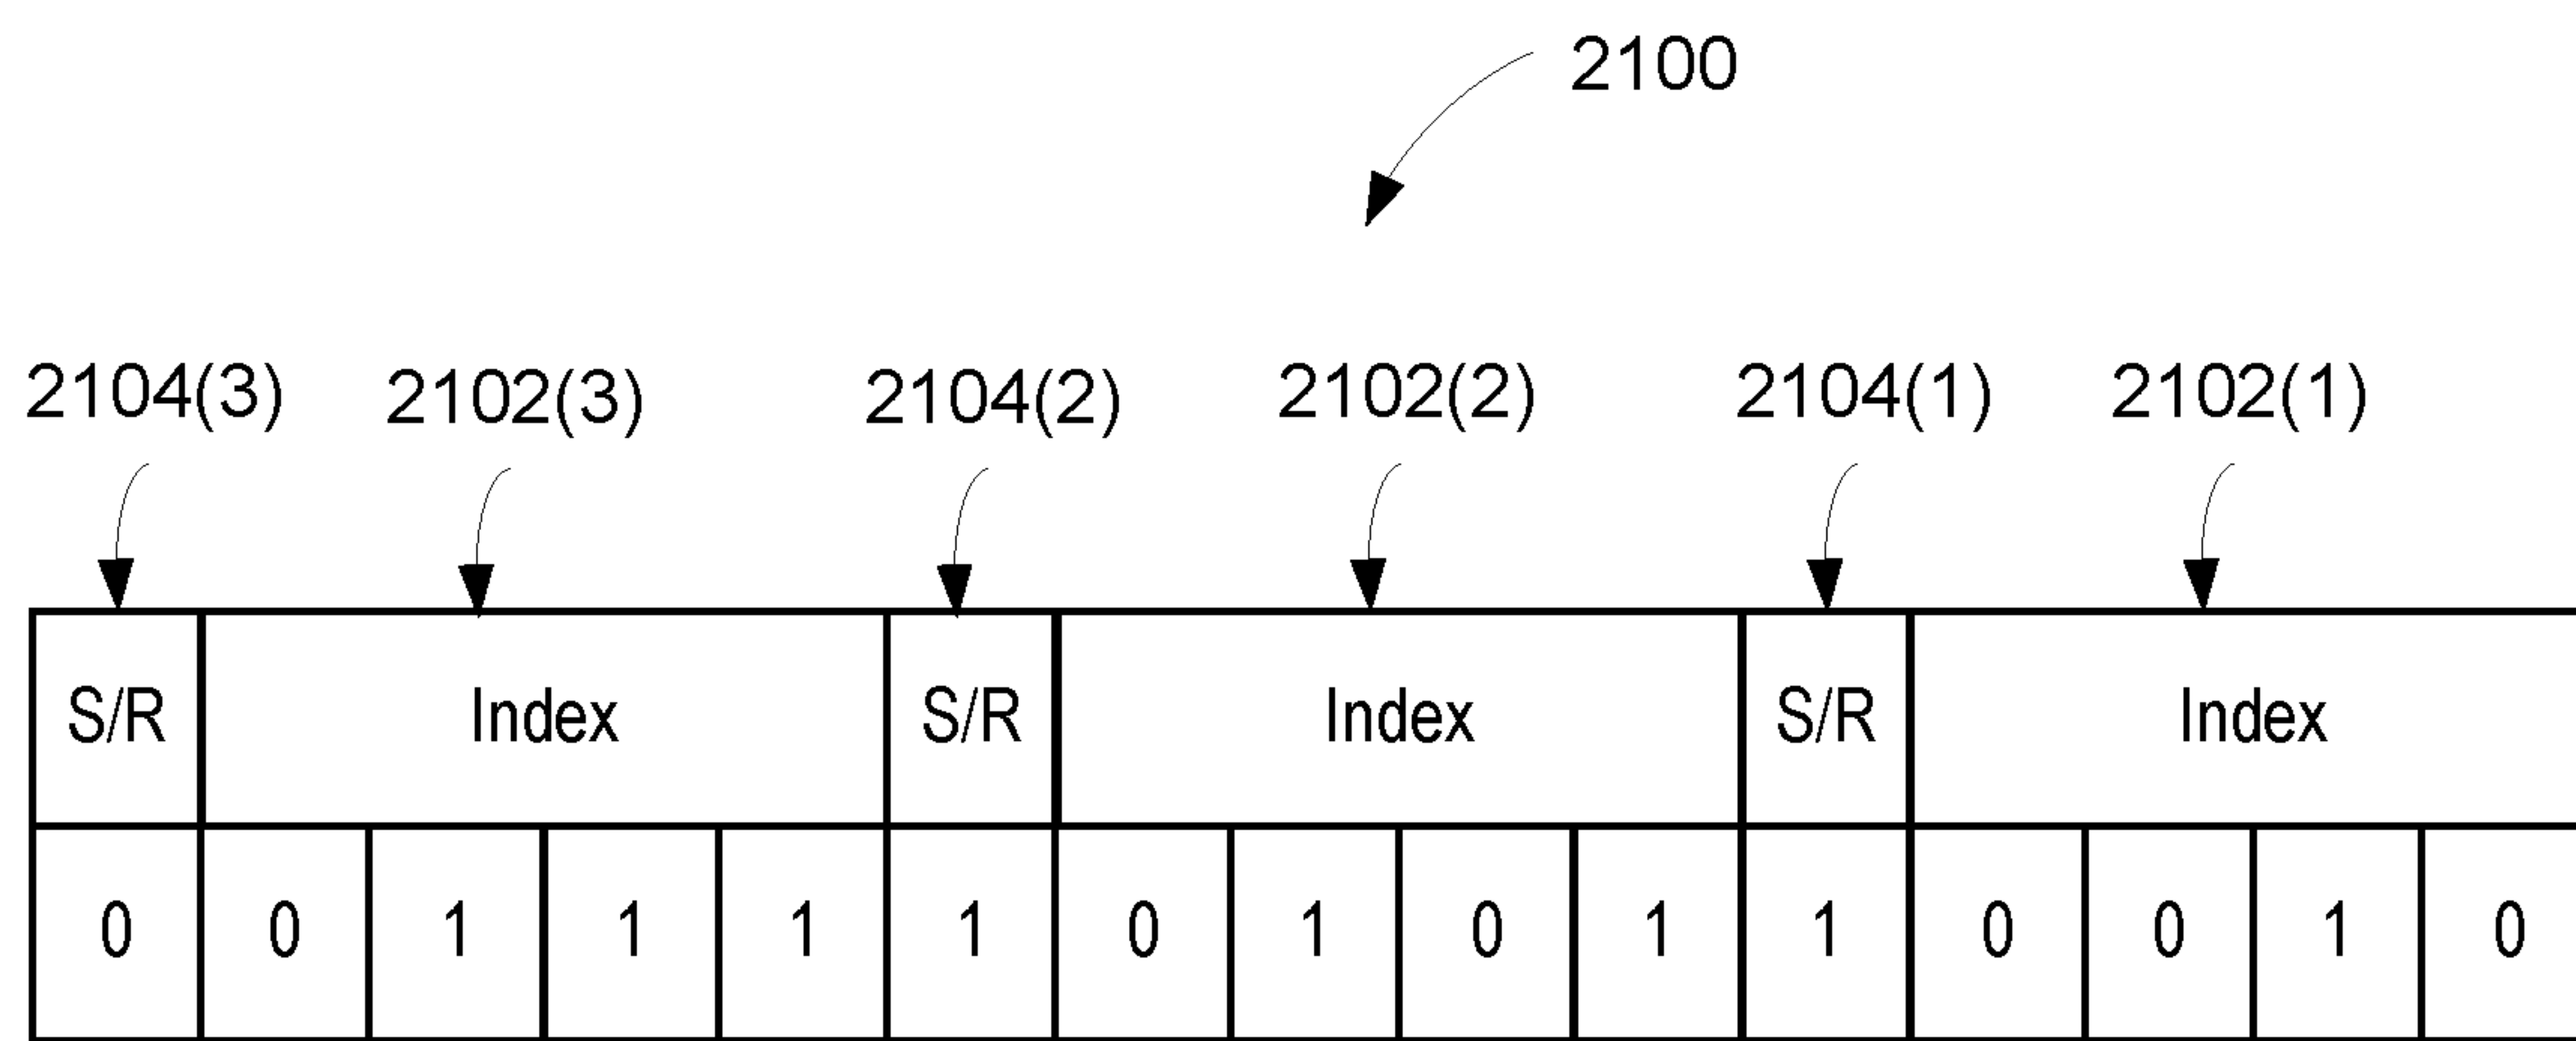 2100
2104(3) 2102(3) 2104(2) 2102(2) 2104(1) 2102(1)
S/R Index S/R Index S/R Index
0 0 1 1 1 1 0 1 0 1 1 0 0 1 0